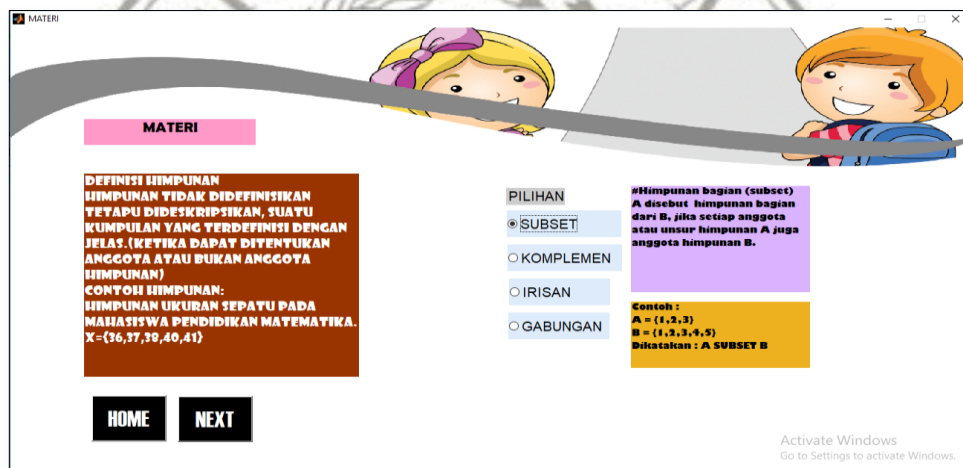 MATERI
MATERI
DEFINISI HIMPUNAN
HIMPUNAN TIDAK DIDEFINISIKAN
TETAPU DIDESKRIPSIKAN, SUATU
KUMPULAN YANG TERDEFINISI DENGAN
JELAS.(KETIKA DAPAT DITENTUKAN
ANGGOTA ATAU BUKAN ANGGOTA
HIMPUNAN)
CONTOH HIMPUNAN:
HIMPUNAN UKURAN SEPATU PADA
MAHASISWA PENDIDIKAN MATEMATIKA.
X={36,37,38,40,41}
HOME
NEXT
PILIHAN
SUBSET
KOMPLEMEN
IRISAN
GABUNGAN
#Himpunan bagian (subset)
A disebut himpunan bagian
dari B, jika setiap anggota
atau unsur himpunan A juga
anggota himpunan B.
Contoh :
A = {1,2,3}
B = {1,2,3,4,5}
Dikatakan : A SUBSET B
Activate Windows
Go to Settings to activate Windows.